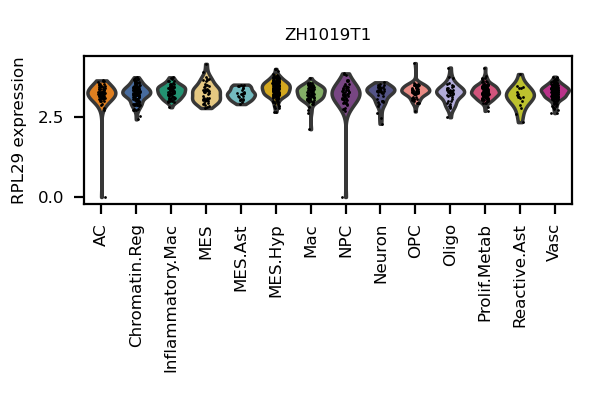 ZH1019T1
RPL29 expression
2.5
0.0
AC
Chromatin.Reg
Inflammatory.Mac
MES
MES.Ast
MES.Hyp
Mac
NPC
Neuron
OPC
Oligo
Prolif.Metab
Reactive.Ast
Vasc